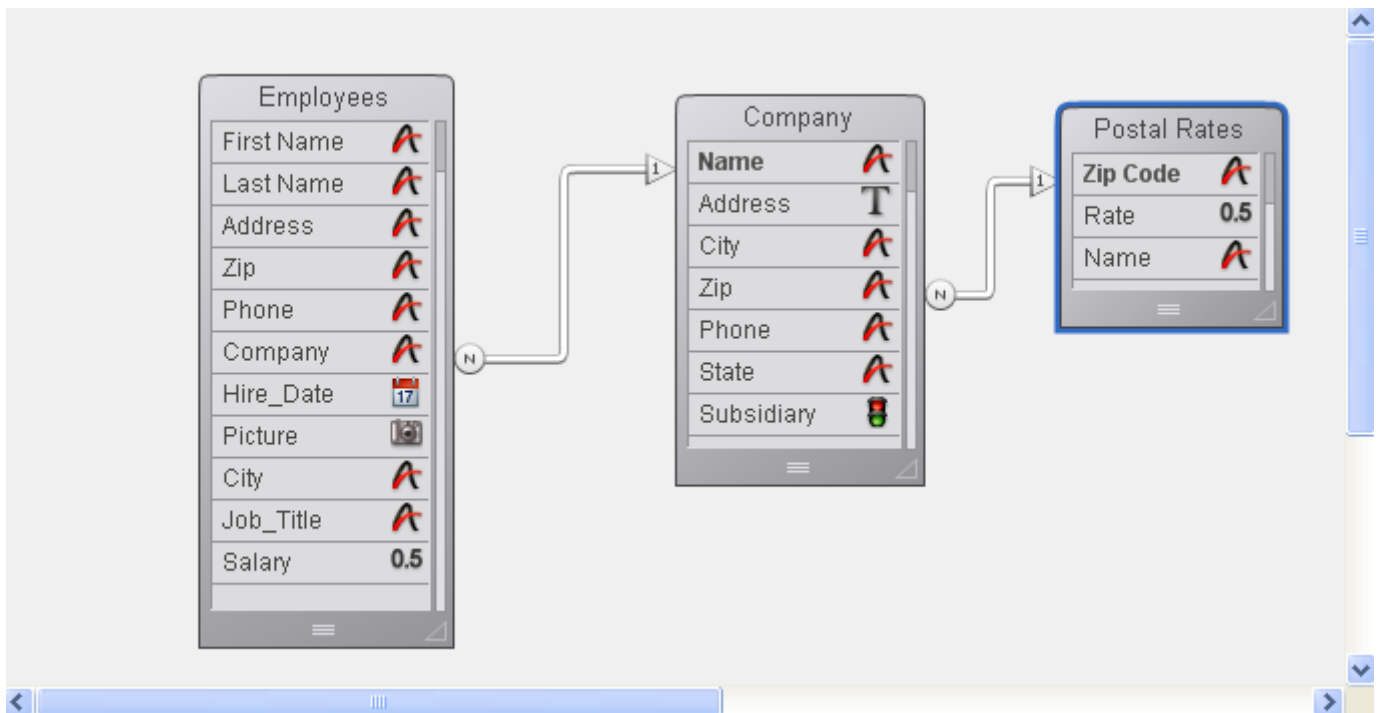 Employees
First Name
Last Name
Address
Zip
Phone
Company
Hire_Date
17
Picture
City
Job_Title
Salary 0.5
N
1
Company
Name
Address T
City
Zip
Phone
State
Subsidiary
N
1
Postal Rates
Zip Code
Rate 0.5
Name